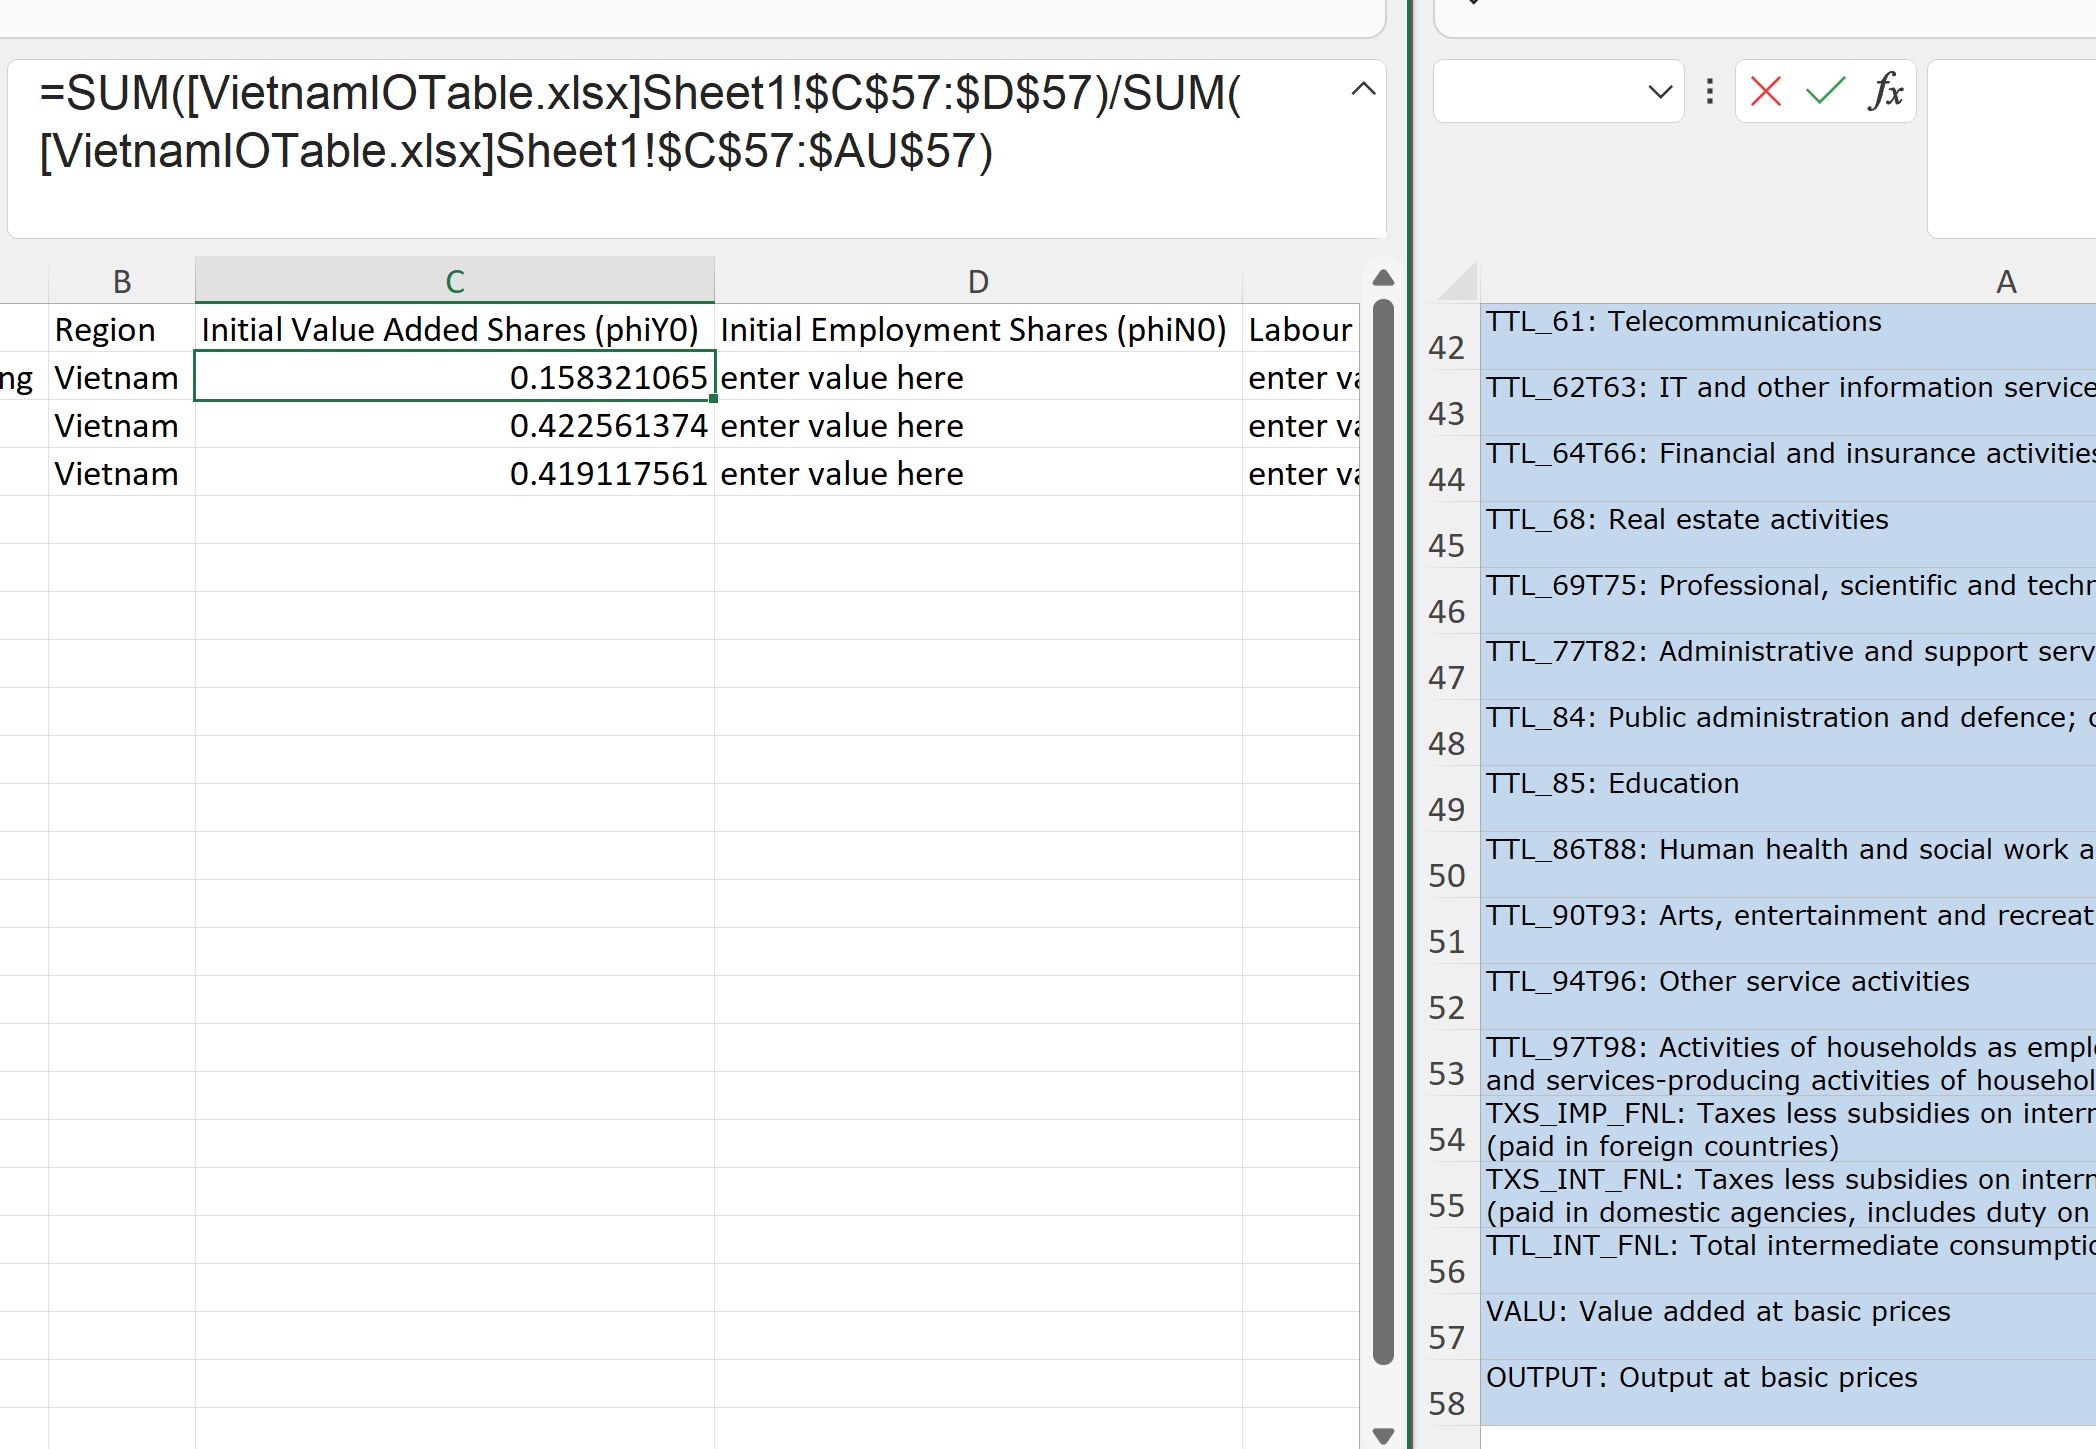 =SUM([VietnamIOTable.xlsx]Sheet1!$C$57:$D$57)/SUM(
[VietnamIOTable.xlsx]Sheet1!$C$57:$AU$57)
fx
B C D
Region Initial Value Added Shares (phiY0) Initial Employment Shares (phiN0) Labour
ng Vietnam 0.158321065 enter value here enter va
Vietnam 0.422561374 enter value here enter va
Vietnam 0.419117561 enter value here enter va
A
42 TTL_61: Telecommunications
43 TTL_62T63: IT and other information service
44 TTL_64T66: Financial and insurance activities
45 TTL_68: Real estate activities
46 TTL_69T75: Professional, scientific and techn
47 TTL_77T82: Administrative and support serv
48 TTL_84: Public administration and defence; c
49 TTL_85: Education
50 TTL_86T88: Human health and social work a
51 TTL_90T93: Arts, entertainment and recreat
52 TTL_94T96: Other service activities
53 TTL_97T98: Activities of households as empl
and services-producing activities of househol
54 TXS_IMP_FNL: Taxes less subsidies on intern
(paid in foreign countries)
55 TXS_INT_FNL: Taxes less subsidies on intern
(paid in domestic agencies, includes duty on
56 TTL_INT_FNL: Total intermediate consumptio
57 VALU: Value added at basic prices
58 OUTPUT: Output at basic prices